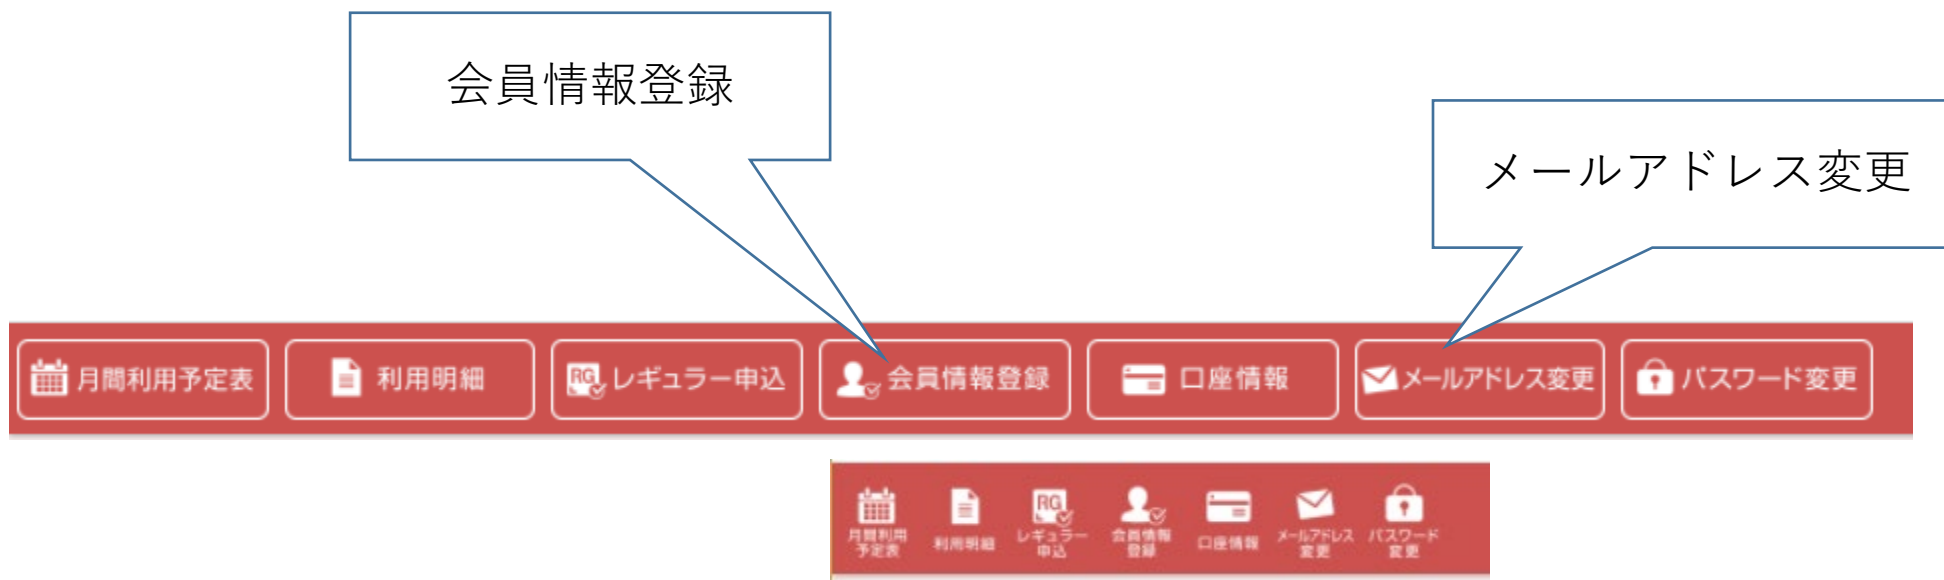 会員情報登録
メールアドレス変更
月間利用予定表
利用明細
RG レギュラー申込
会員情報登録
口座情報
メールアドレス変更
パスワード変更
RG
月間利用
予定表
利用明細
レギュラー
申込
会員情報
登録
口座情報
メールアドレス
変更
パスワード
変更